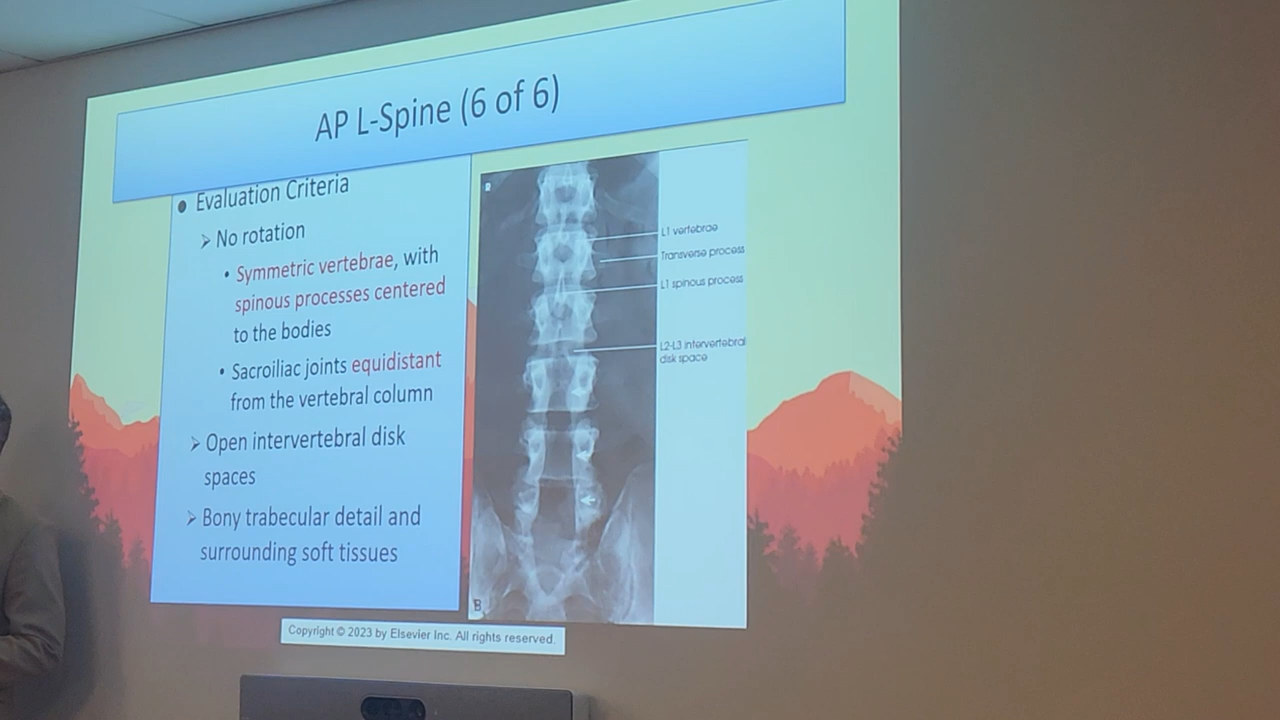 AP L-Spine (6 of 6)
Evaluation Criteria
No rotation
Symmetric vertebrae, with
spinous processes centered
to the bodies
Sacroiliac joints equidistant
from the vertebral column
Open intervertebral disk
spaces
Bony trabecular detail and
surrounding soft tissues
L1 vertebrae
Transverse process
L1 spinous process
L2-L3 intervertebral
disk space
B
Copyright © 2023 by Elsevier Inc. All rights reserved.